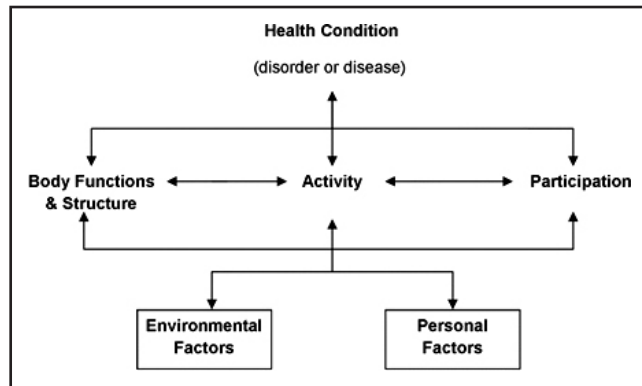 Health Condition
(disorder or disease)
Body Functions
& Structure
Activity
Participation
Environmental
Factors
Personal
Factors